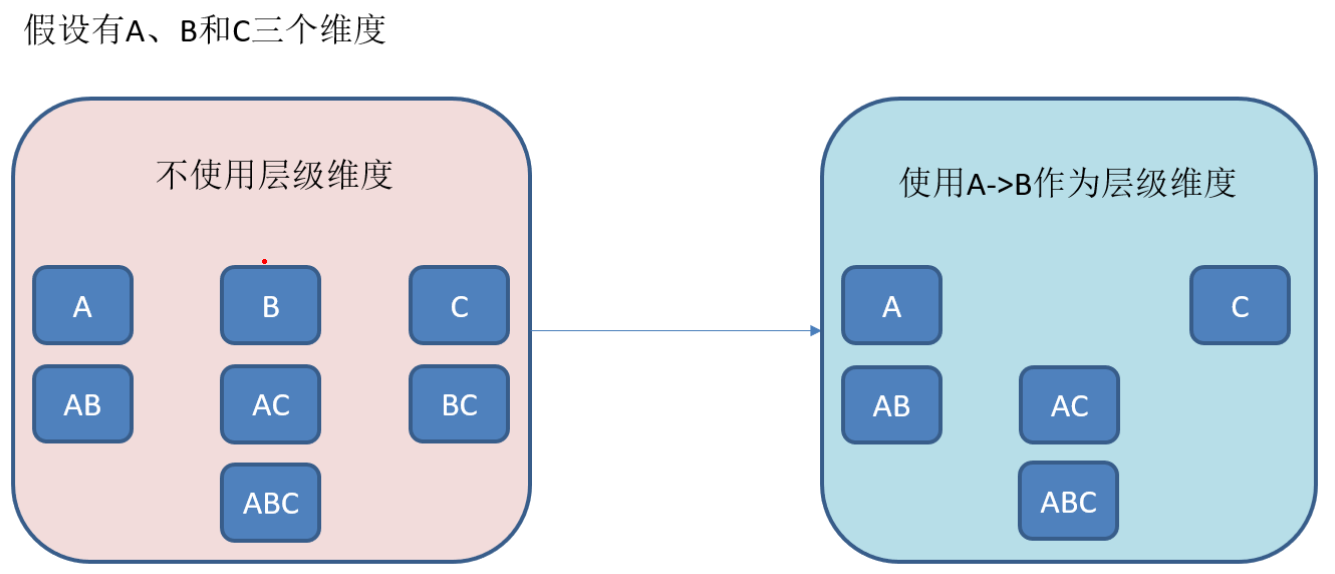 假设有A、B和C三个维度
不使用层级维度
A B C
AB AC BC
ABC
使用A->B作为层级维度
A C
AB AC
ABC